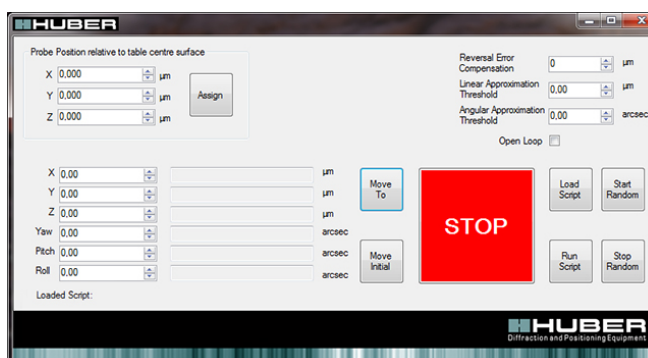 HUBER
Probe Position relative to table centre surface
X 0,000 µm
Y 0,000 µm
Z 0,000 µm
Assign
Reversal Error
Compensation
0 µm
Linear Approximation
Threshold
0,00 µm
Angular Approximation
Threshold
0,00 arcsec
Open Loop
X 0,00 µm
Y 0,00 µm
Z 0,00 µm
Yaw 0,00 arcsec
Pitch 0,00 arcsec
Roll 0,00 arcsec
Move
To
Move
Initial
STOP
Load
Script
Start
Random
Run
Script
Stop
Random
Loaded Script:
HUBER
Diffraction and Positioning Equipment